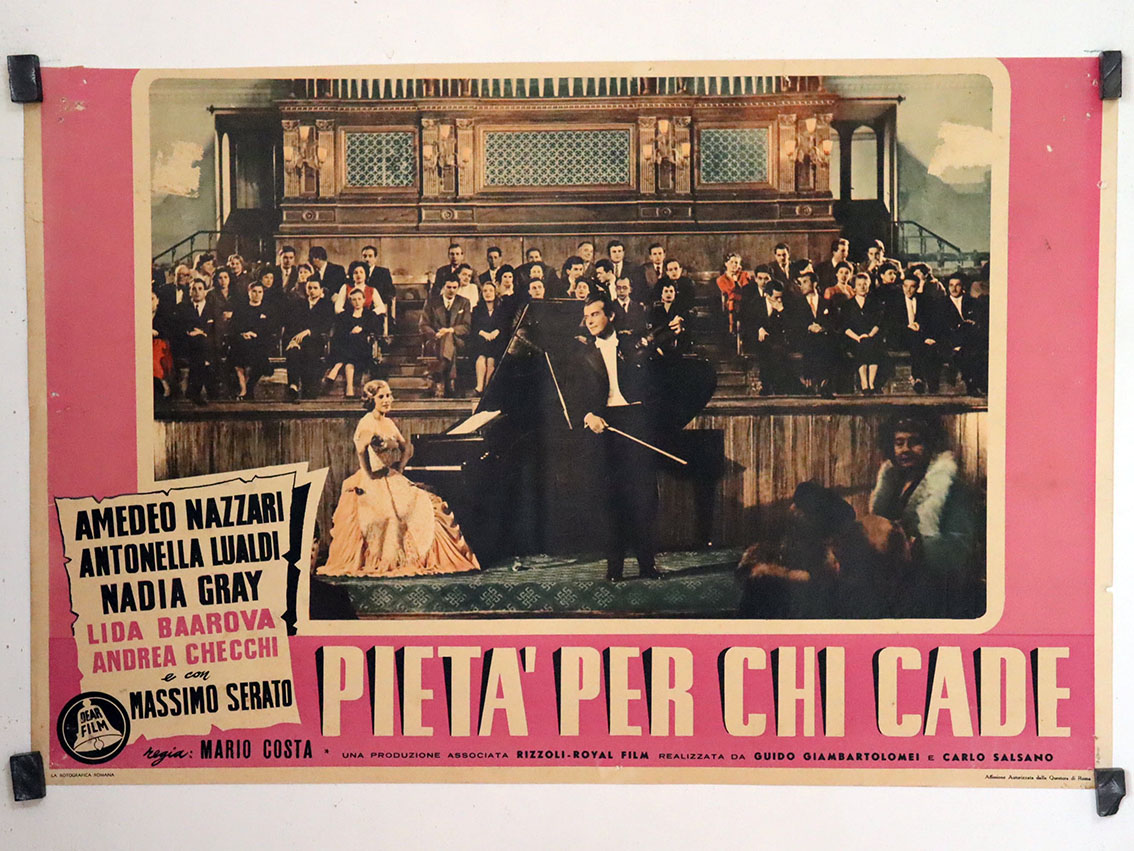 AMEDEO NAZZARI
ANTONELLA LUALDI
NADIA GRAY
LIDA BAAROVA
ANDREA CHECCHI
e con
MASSIMO SERATO
DEAR
FILM
PIETA' PER CHI CADE
regia: MARIO COSTA * UNA PRODUZIONE ASSOCIATA RIZZOLI-ROYAL FILM REALIZZATA DA GUIDO GIAMBARTOLOMEI E CARLO SALSANO
LA ROTOGRAFICA ROMANA
Affissione Autorizzata dalla Questura di Roma